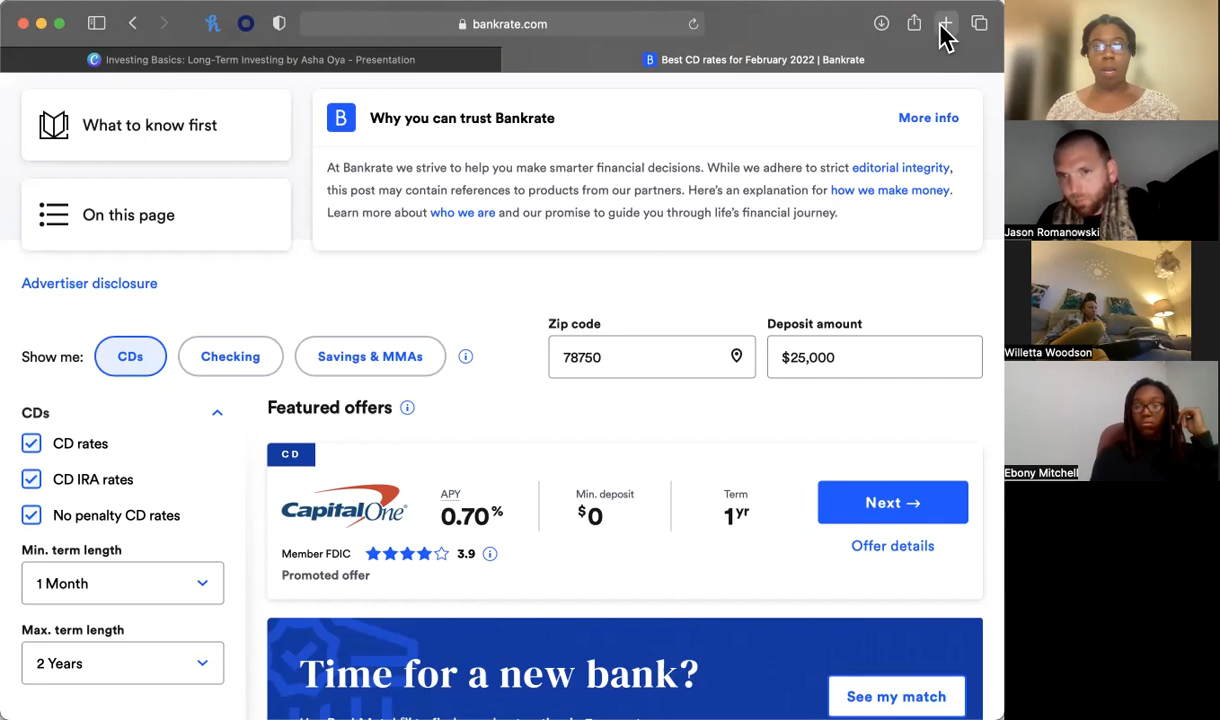 bankrate.com
Investing Basics: Long-Term Investing by Asha Oya - Presentation
B Best CD rates for February 2022 | Bankrate
What to know first
On this page
B Why you can trust Bankrate
More info
At Bankrate we strive to help you make smarter financial decisions. While we adhere to strict editorial integrity,
this post may contain references to products from our partners. Here's an explanation for how we make money.
Learn more about who we are and our promise to guide you through life's financial journey.
Advertiser disclosure
Show me:
CDs
Checking
Savings & MMAs
Zip code
78750
Deposit amount
$25,000
CDs
CD rates
CD IRA rates
No penalty CD rates
Min. term length
1 Month
Max. term length
2 Years
Featured offers
CD
Capital One
APY
0.70%
Min. deposit
$0
Term
1yr
Next →
Offer details
Member FDIC
3.9
Promoted offer
Time for a new bank?
See my match
Jason Romanowski
Willetta Woodson
Ebony Mitchell